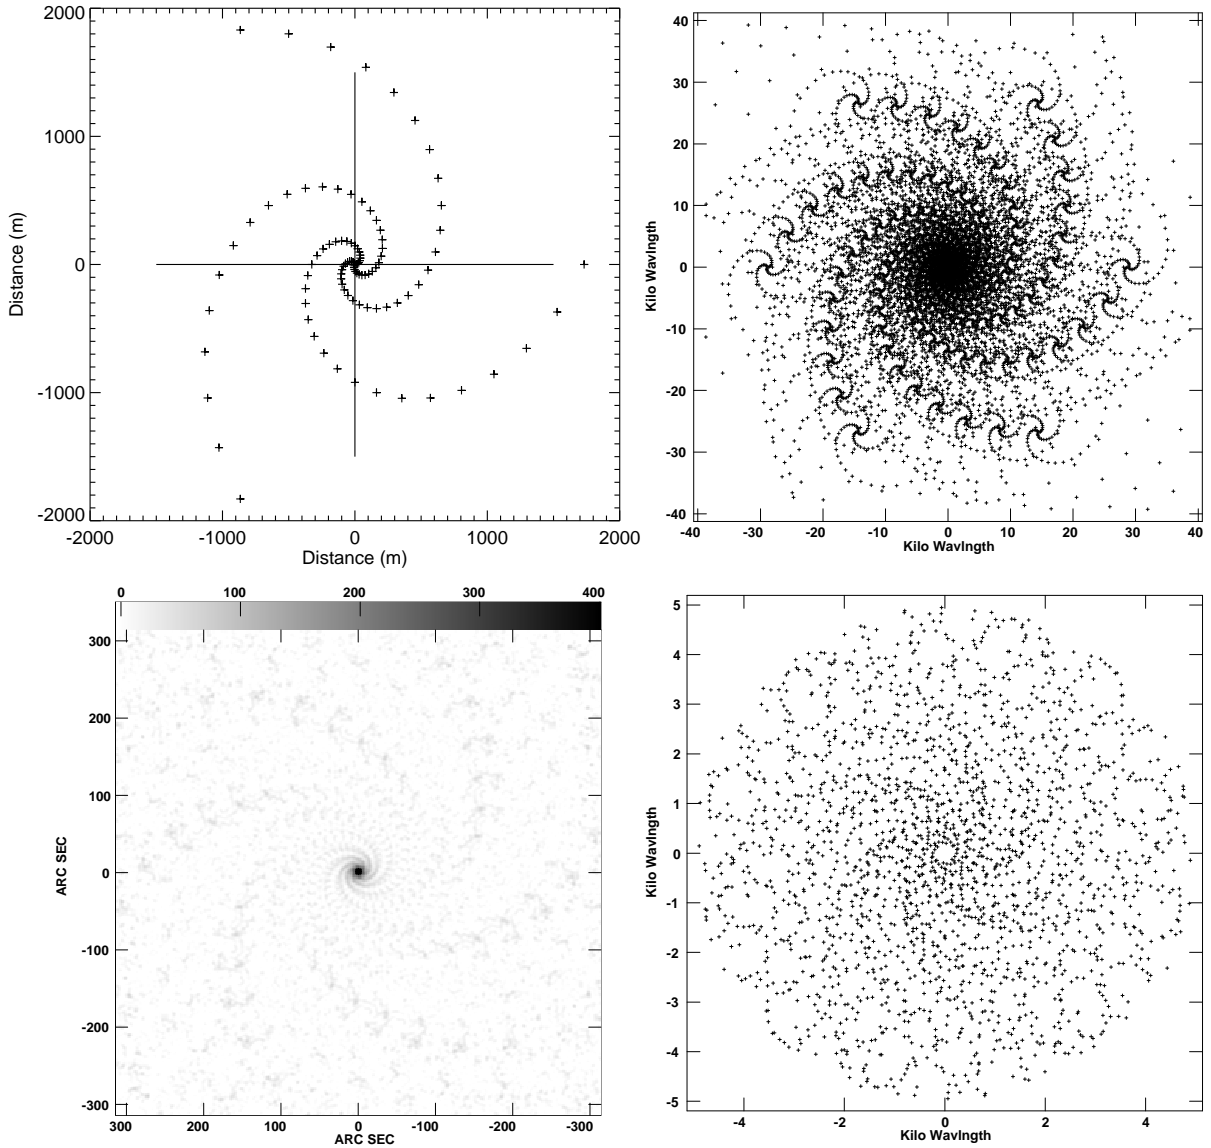 2000
1000
0
-1000
-2000
Distance (m)
-2000 -1000 0 1000 2000
Distance (m)
40
30
20
10
0
-10
-20
-30
-40
Kilo Wavlngth
-40 -30 -20 -10 0 10 20 30 40
Kilo Wavlngth
0 100 200 300 400
300
200
100
0
-100
-200
-300
ARC SEC
300 200 100 0 -100 -200 -300
ARC SEC
5
4
3
2
1
0
-1
-2
-3
-4
-5
Kilo Wavlngth
-4 -2 0 2 4
Kilo Wavlngth